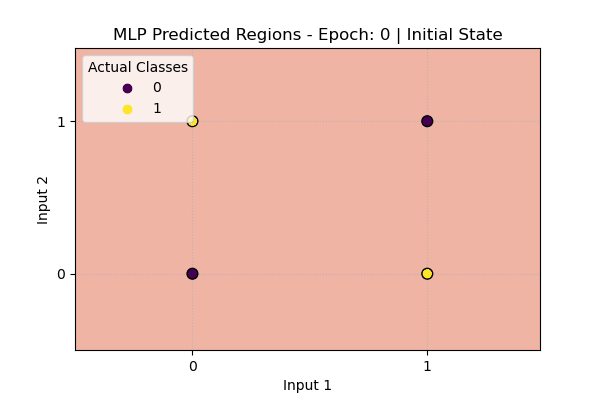 MLP Predicted Regions - Epoch: 0 | Initial State
Actual Classes
0
1
1
0
Input 2
0
1
Input 1